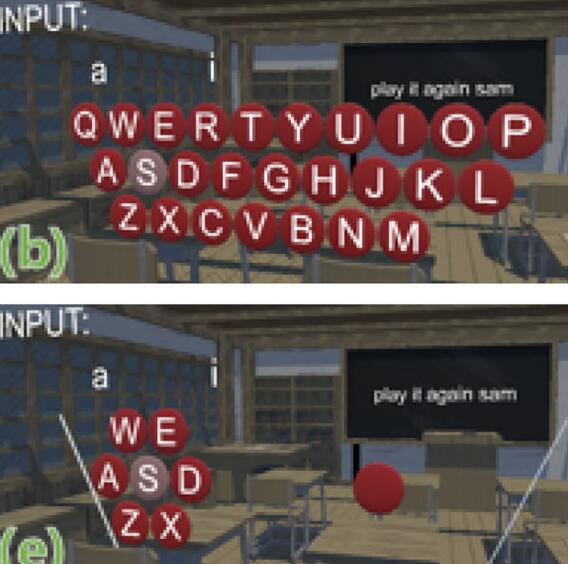 INPUT:
a i
play it again sam
Q W E R T Y U I O P
A S D F G H J K L
Z X C V B N M
(b)
INPUT:
a i
play it again sam
W E
A S D
Z X
(e)